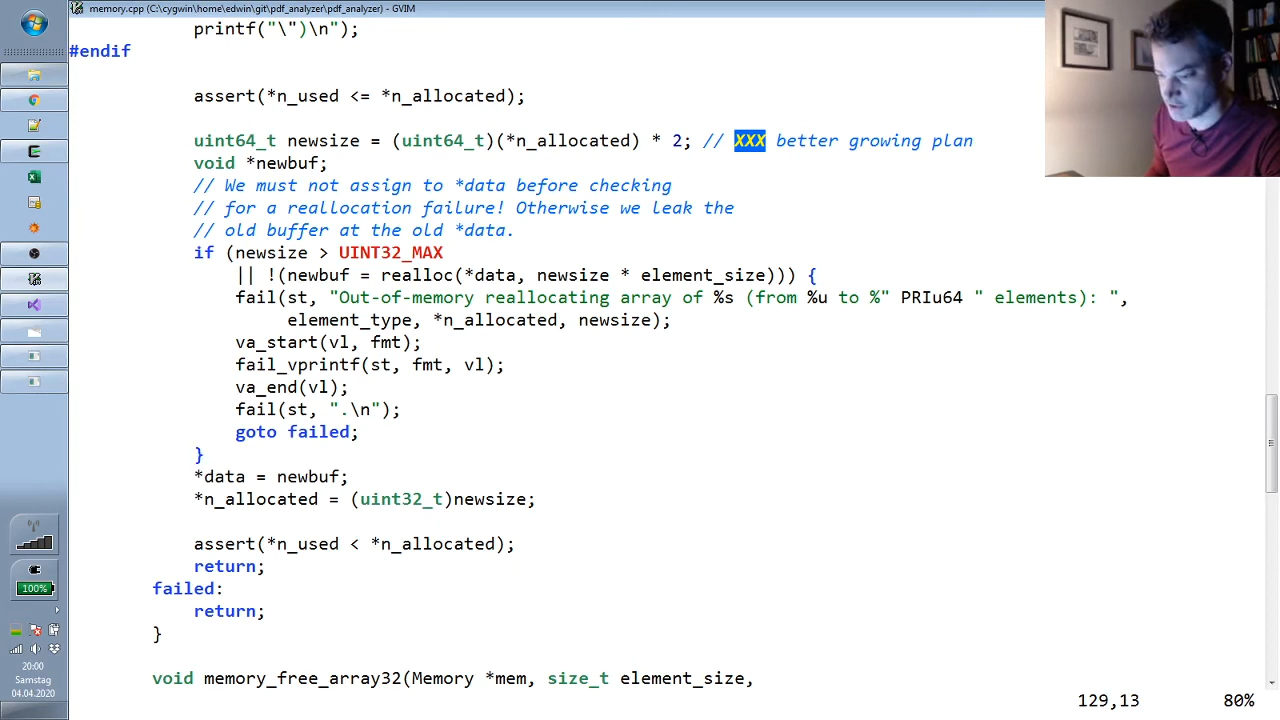 memory.cpp (C:\cygwin\home\edwin\git\pdf_analyzer\pdf_analyzer) - GVIM
printf("\")\n");
#endif
assert(*n_used <= *n_allocated);
uint64_t newsize = (uint64_t)(*n_allocated) * 2; // XXX better growing plan
void *newbuf;
// We must not assign to *data before checking
// for a reallocation failure! Otherwise we leak the
// old buffer at the old *data.
if (newsize > UINT32_MAX
|| !(newbuf = realloc(*data, newsize * element_size))) {
fail(st, "Out-of-memory reallocating array of %s (from %u to %" PRIu64 " elements): ",
element_type, *n_allocated, newsize);
va_start(vl, fmt);
fail_vprintf(st, fmt, vl);
va_end(vl);
fail(st, ".\n");
goto failed;
}
*data = newbuf;
*n_allocated = (uint32_t)newsize;
assert(*n_used < *n_allocated);
return;
failed:
return;
}
void memory_free_array32(Memory *mem, size_t element_size,
129,13 80%
100%
20:00
Samstag
04.04.2020